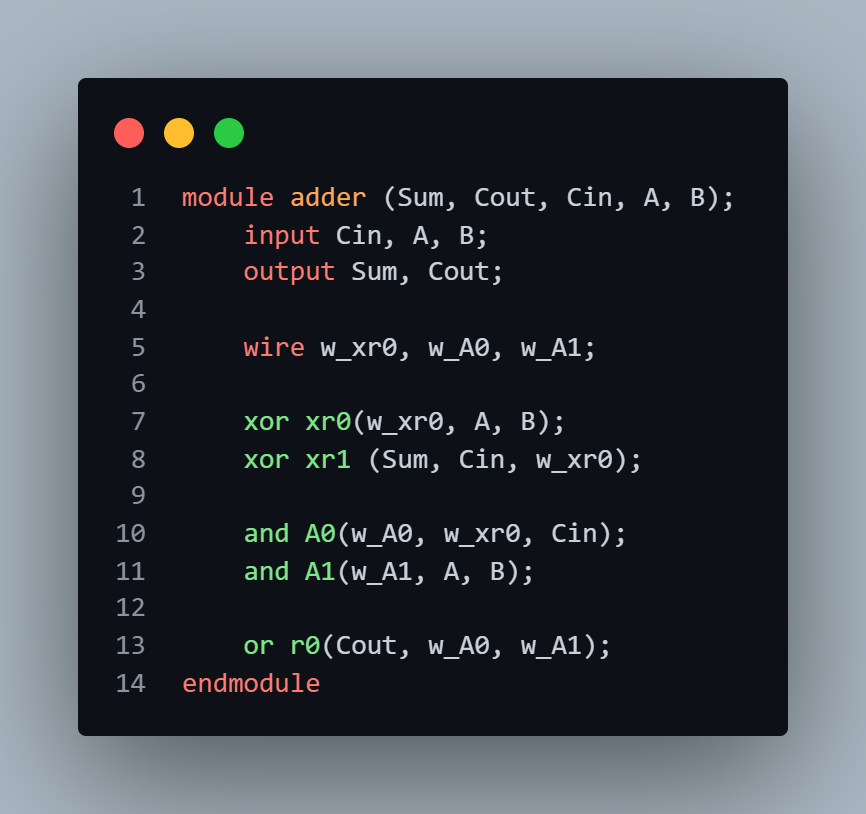 1 module adder (Sum, Cout, Cin, A, B);
2 input Cin, A, B;
3 output Sum, Cout;
4
5 wire w_xr0, w_A0, w_A1;
6
7 xor xr0(w_xr0, A, B);
8 xor xr1 (Sum, Cin, w_xr0);
9
10 and A0(w_A0, w_xr0, Cin);
11 and A1(w_A1, A, B);
12
13 or r0(Cout, w_A0, w_A1);
14 endmodule